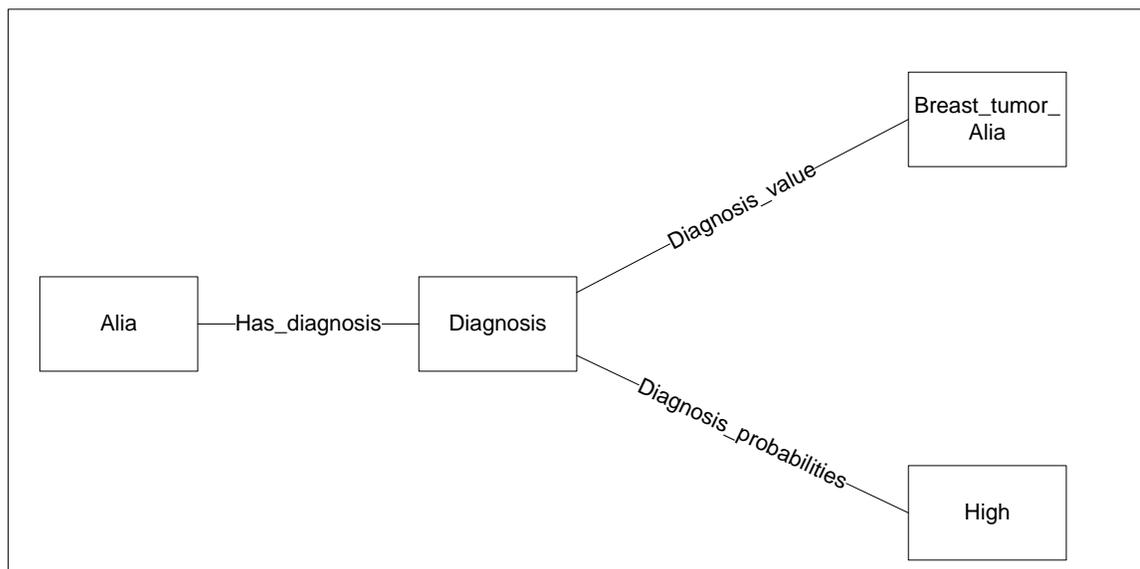 Breast_tumor_
Alia
Diagnosis_value
Alia
Has_diagnosis
Diagnosis
Diagnosis_probabilities
High